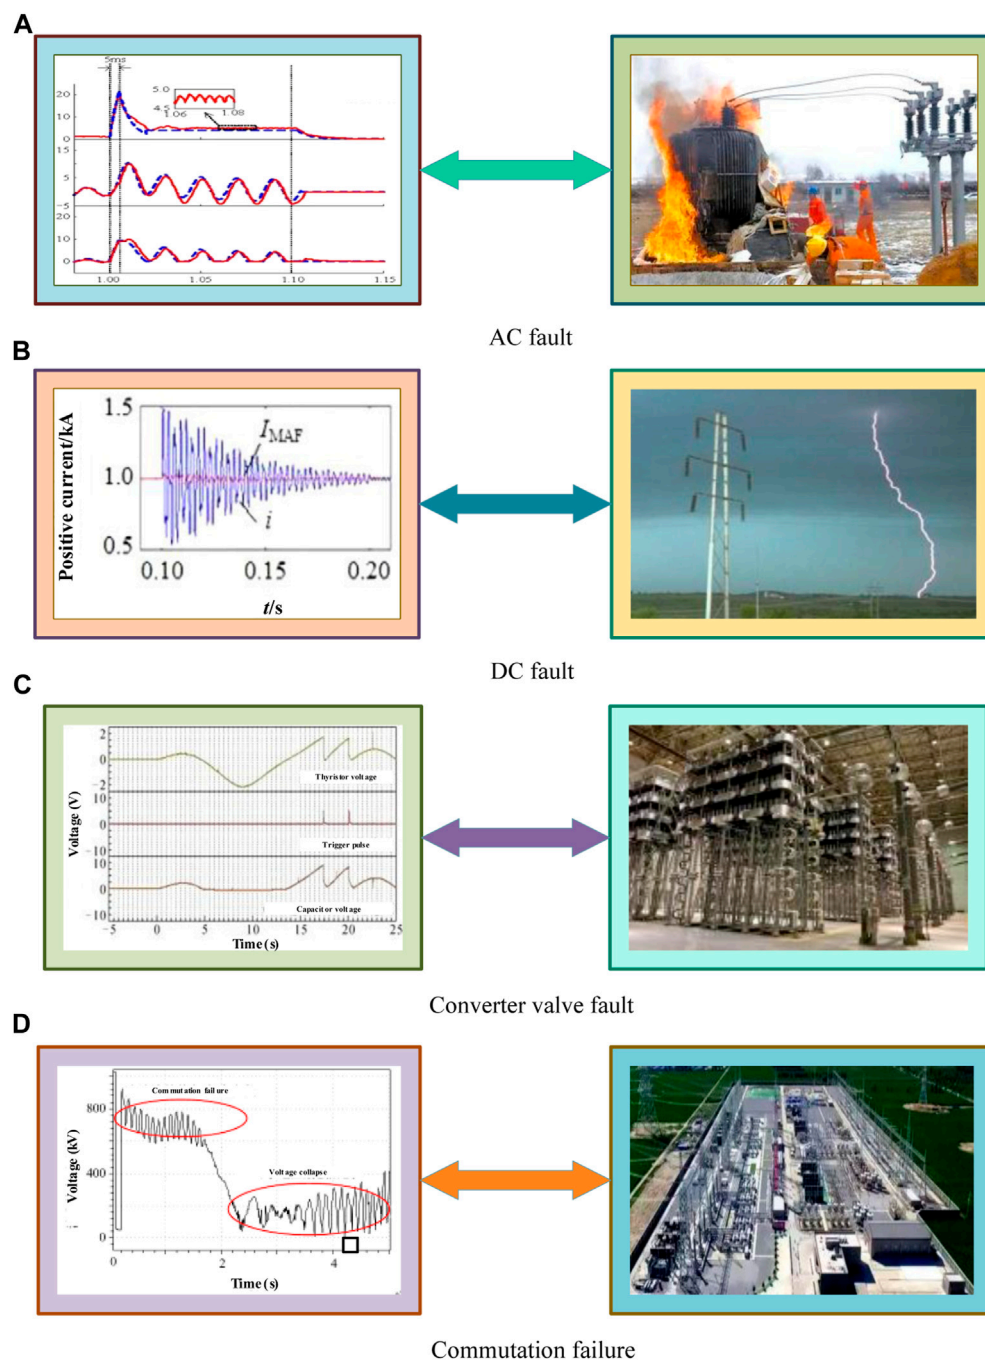 A
5ms
20
10
0
5.0
4.5
1.06
1.08
15
5
-5
20
10
0
1.00
1.05
1.10
1.15
AC fault
B
Positive current/kA
1.5
1.0
0.5
I MAF
i
0.10
0.15
0.20
t/s
DC fault
C
Voltage (V)
2
0
-2
Thyristor voltage
10
0
-10
Trigger pulse
10
0
-10
Capacitor voltage
-5
0
5
10
15
20
25
Time (s)
Converter valve fault
D
Voltage (kV)
Commutation failure
800
400
0
Voltage collapse
0
2
4
Time (s)
Commutation failure